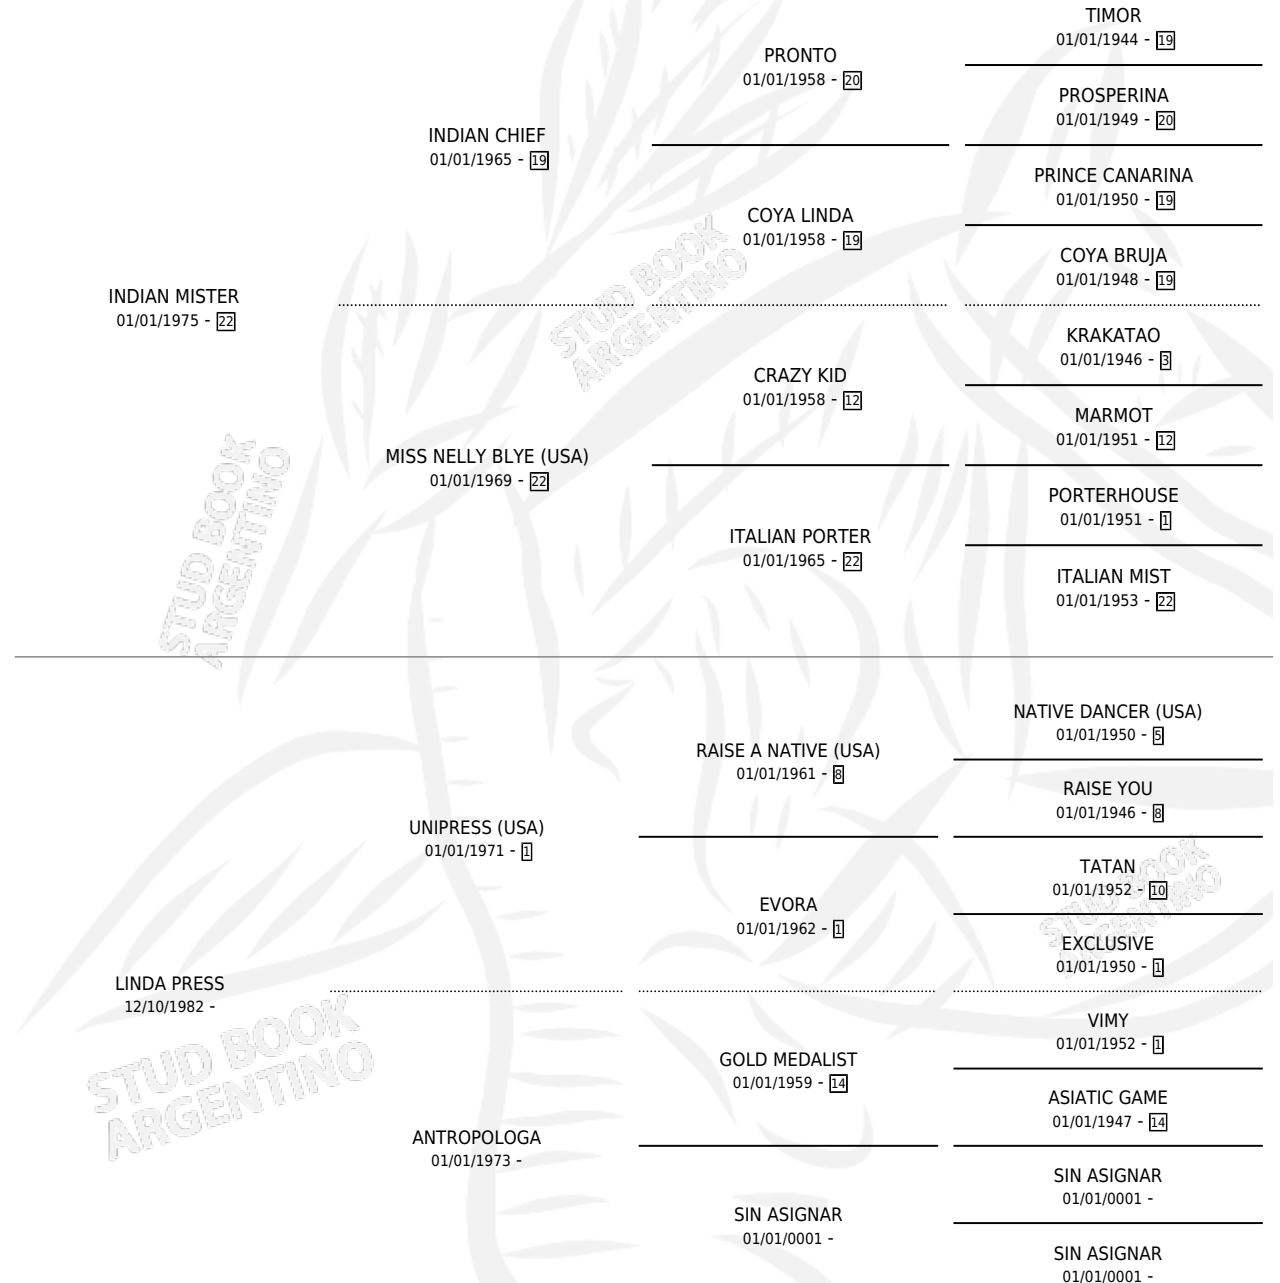 TIMOR
01/01/1944 - 19
PRONTO
01/01/1958 - 20
PROSPERINA
01/01/1949 - 20
INDIAN CHIEF
01/01/1965 - 19
PRINCE CANARINA
01/01/1950 - 19
COYA LINDA
01/01/1958 - 19
COYA BRUJA
01/01/1948 - 19
INDIAN MISTER
01/01/1975 - 22
KRAKATAO
01/01/1946 - 3
CRAZY KID
01/01/1958 - 12
MARMOT
01/01/1951 - 12
MISS NELLY BLYE (USA)
01/01/1969 - 22
PORTERHOUSE
01/01/1951 - 1
ITALIAN PORTER
01/01/1965 - 22
ITALIAN MIST
01/01/1953 - 22
NATIVE DANCER (USA)
01/01/1950 - 5
RAISE A NATIVE (USA)
01/01/1961 - 8
RAISE YOU
01/01/1946 - 8
UNIPRESS (USA)
01/01/1971 - 1
TATAN
01/01/1952 - 10
EVORA
01/01/1962 - 1
EXCLUSIVE
01/01/1950 - 1
LINDA PRESS
12/10/1982 -
VIMY
01/01/1952 - 1
GOLD MEDALIST
01/01/1959 - 14
ASIATIC GAME
01/01/1947 - 14
ANTROPOLOGA
01/01/1973 -
SIN ASIGNAR
01/01/0001 -
SIN ASIGNAR
01/01/0001 -
SIN ASIGNAR
01/01/0001 -
STUD BOOK
ARGENTINO
STUD BOOK
ARGENTINO
STUD BOOK
ARGENTINO
STUD BOOK
ARGENTINO